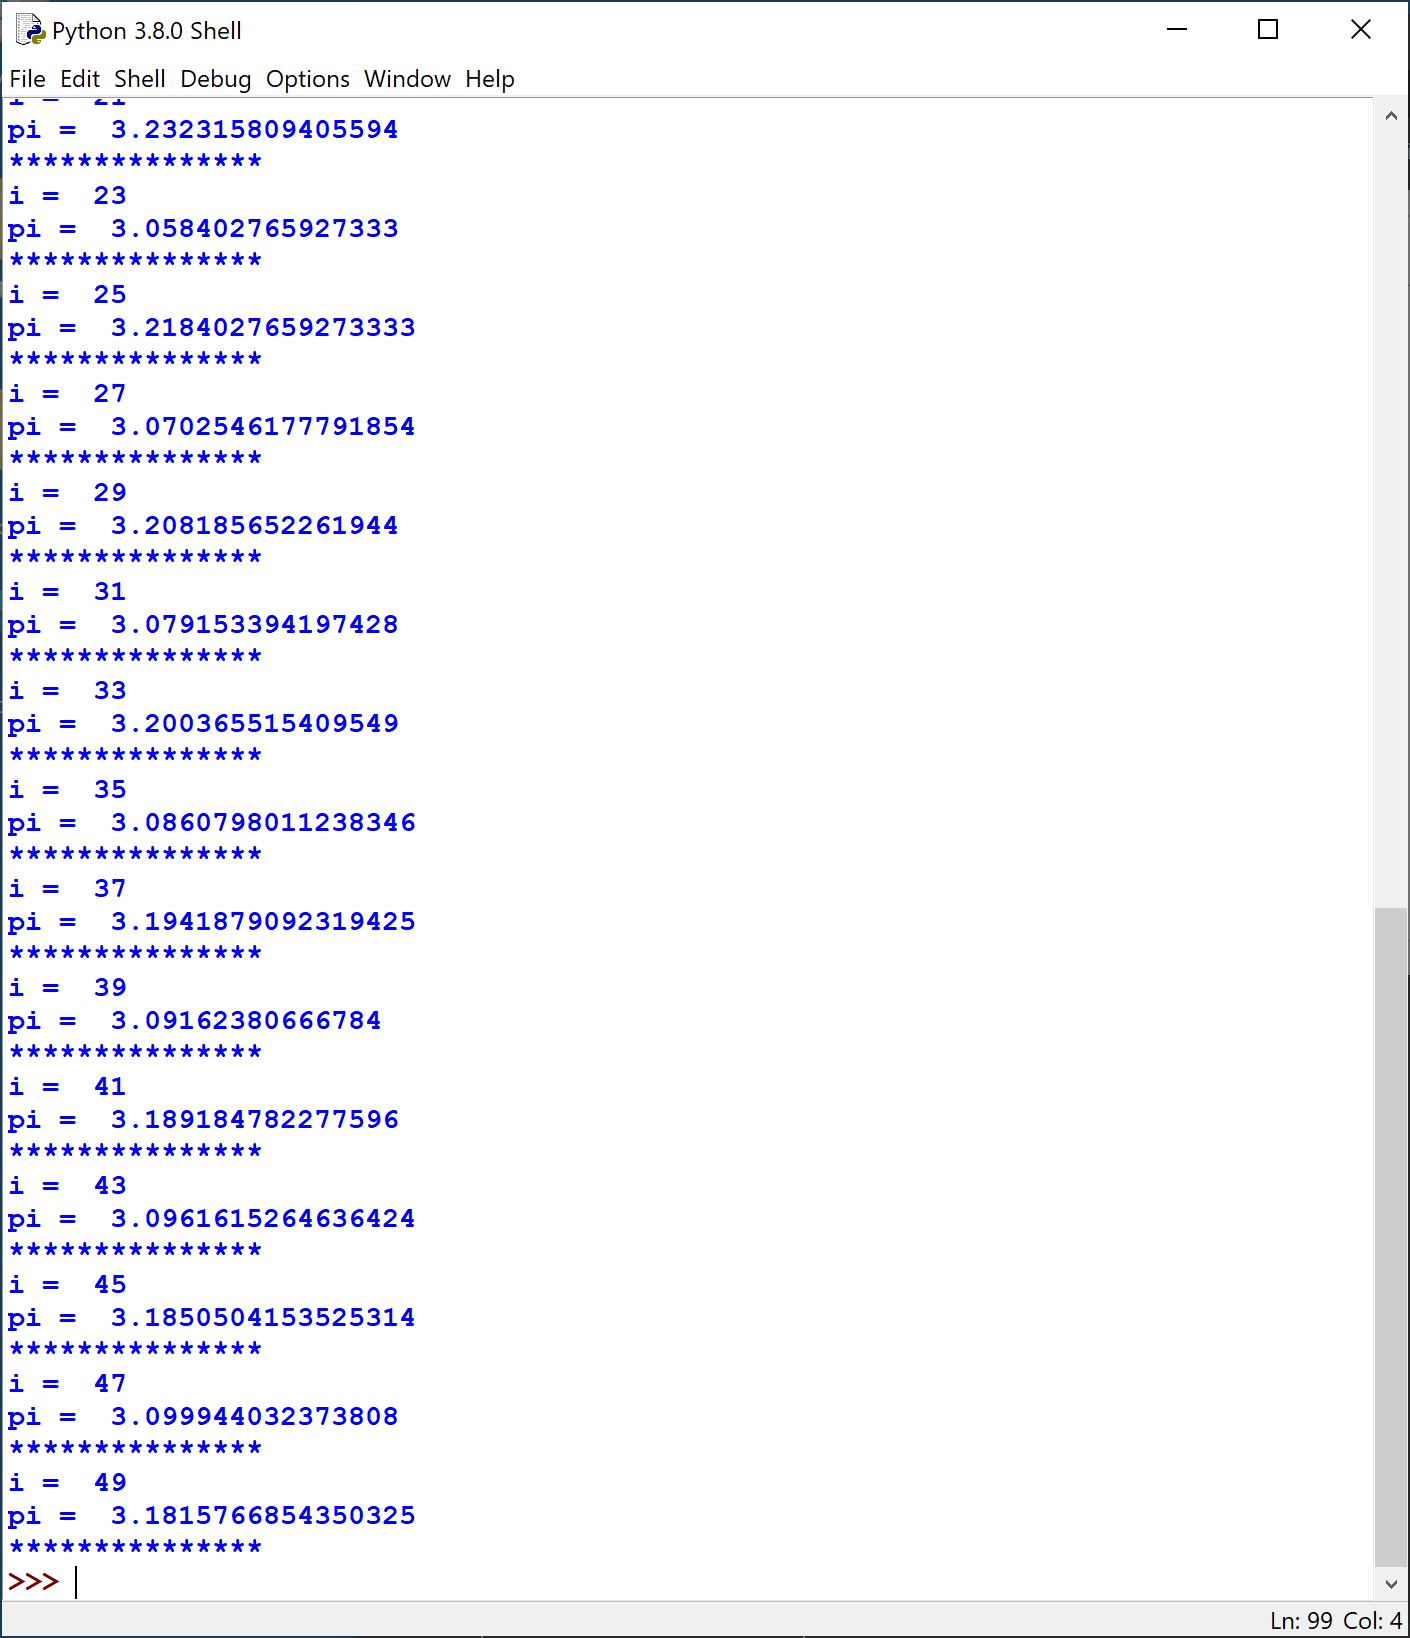 Python 3.8.0 Shell
File Edit Shell Debug Options Window Help
i =  21
pi =  3.232315809405594
***************
i =  23
pi =  3.058402765927333
***************
i =  25
pi =  3.2184027659273333
***************
i =  27
pi =  3.0702546177791854
***************
i =  29
pi =  3.208185652261944
***************
i =  31
pi =  3.079153394197428
***************
i =  33
pi =  3.200365515409549
***************
i =  35
pi =  3.0860798011238346
***************
i =  37
pi =  3.1941879092319425
***************
i =  39
pi =  3.09162380666784
***************
i =  41
pi =  3.189184782277596
***************
i =  43
pi =  3.0961615264636424
***************
i =  45
pi =  3.1850504153525314
***************
i =  47
pi =  3.099944032373808
***************
i =  49
pi =  3.1815766854350325
***************
>>>
Ln: 99 Col: 4